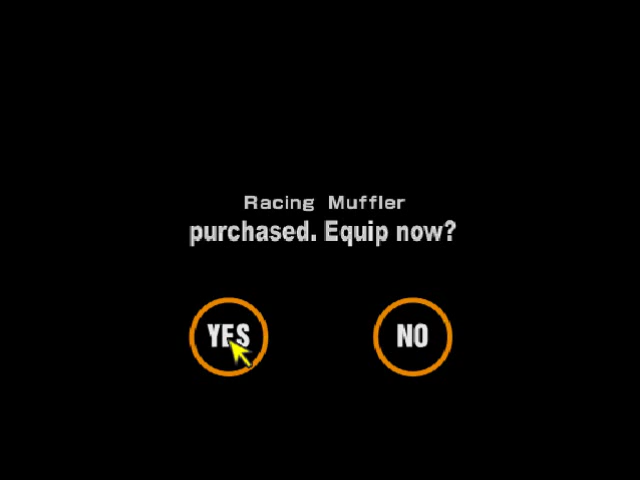 Racing Muffler
purchased. Equip now?
YES NO